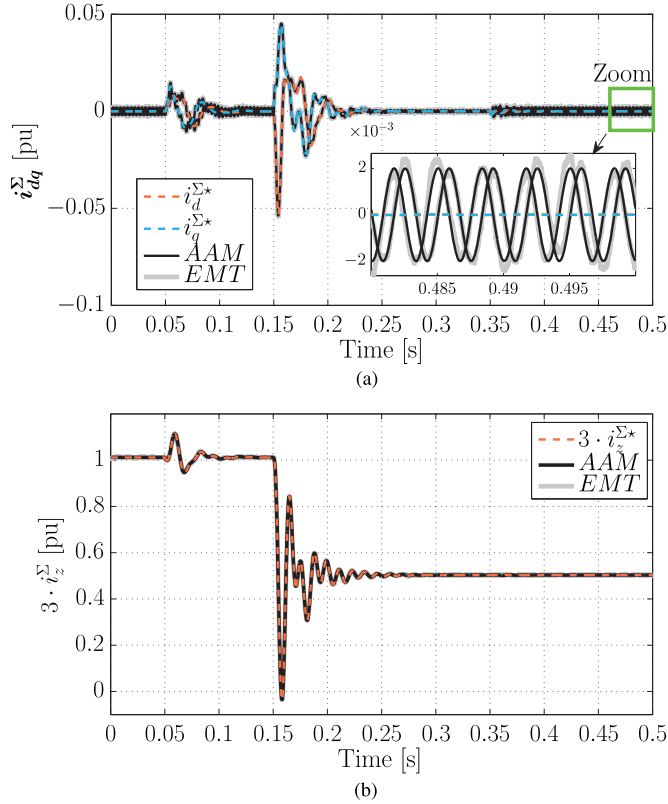 0.05
0
−0.05
−0.1
i_dq^Σ [pu]
Zoom
×10⁻³
i_d^Σ⋆
i_q^Σ⋆
AAM
EMT
2
0
−2
0.485 0.49 0.495
0 0.05 0.1 0.15 0.2 0.25 0.3 0.35 0.4 0.45 0.5
Time [s]
(a)
1
0.8
0.6
0.4
0.2
0
3 · i_z^Σ [pu]
3 · i_z^Σ⋆
AAM
EMT
0 0.05 0.1 0.15 0.2 0.25 0.3 0.35 0.4 0.45 0.5
Time [s]
(b)